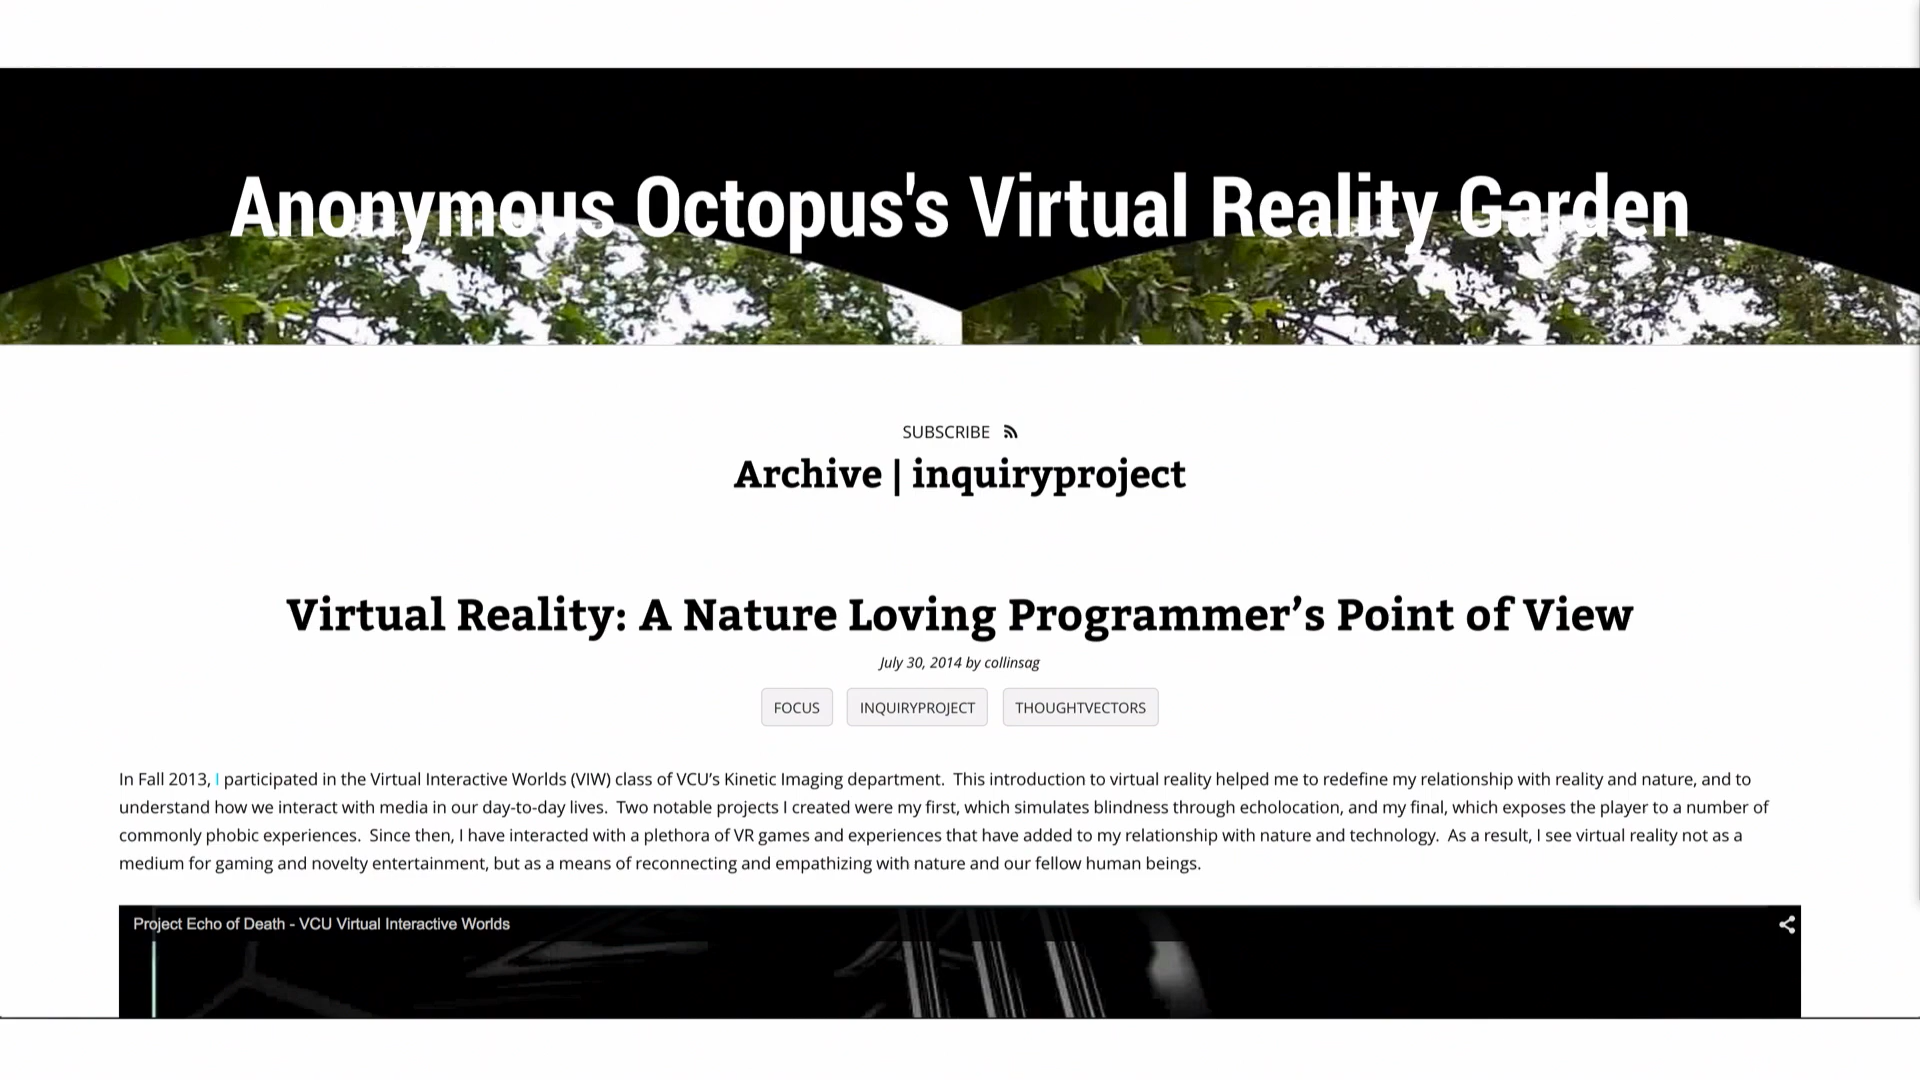 Anonymous Octopus's Virtual Reality Garden
SUBSCRIBE
Archive | inquiryproject
Virtual Reality: A Nature Loving Programmer’s Point of View
July 30, 2014 by collinsag
FOCUS INQUIRYPROJECT THOUGHTVECTORS
In Fall 2013, I participated in the Virtual Interactive Worlds (VIW) class of VCU’s Kinetic Imaging department.  This introduction to virtual reality helped me to redefine my relationship with reality and nature, and to
understand how we interact with media in our day-to-day lives.  Two notable projects I created were my first, which simulates blindness through echolocation, and my final, which exposes the player to a number of
commonly phobic experiences.  Since then, I have interacted with a plethora of VR games and experiences that have added to my relationship with nature and technology.  As a result, I see virtual reality not as a
medium for gaming and novelty entertainment, but as a means of reconnecting and empathizing with nature and our fellow human beings.
Project Echo of Death - VCU Virtual Interactive Worlds